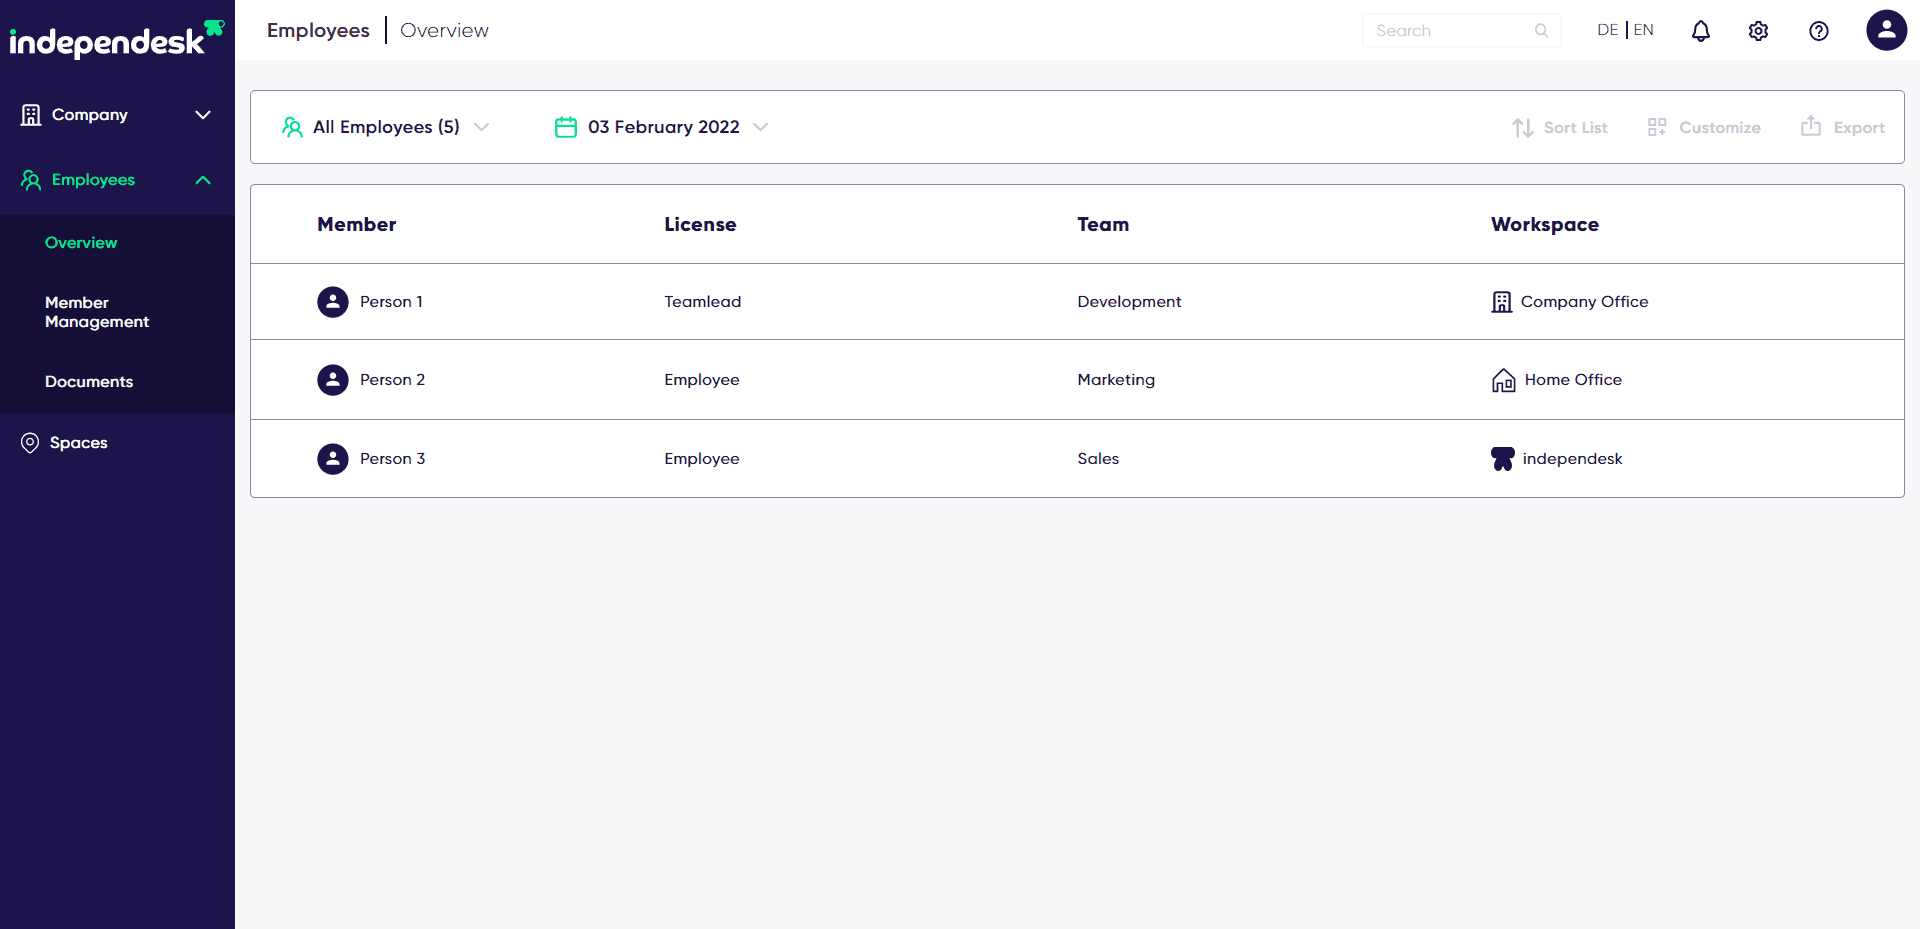 independesk
Employees | Overview
Search
DE | EN
Company
Employees
Overview
Member
Management
Documents
Spaces
All Employees (5)
03 February 2022
Sort List
Customize
Export
Member License Team Workspace
Person 1 Teamlead Development Company Office
Person 2 Employee Marketing Home Office
Person 3 Employee Sales independesk